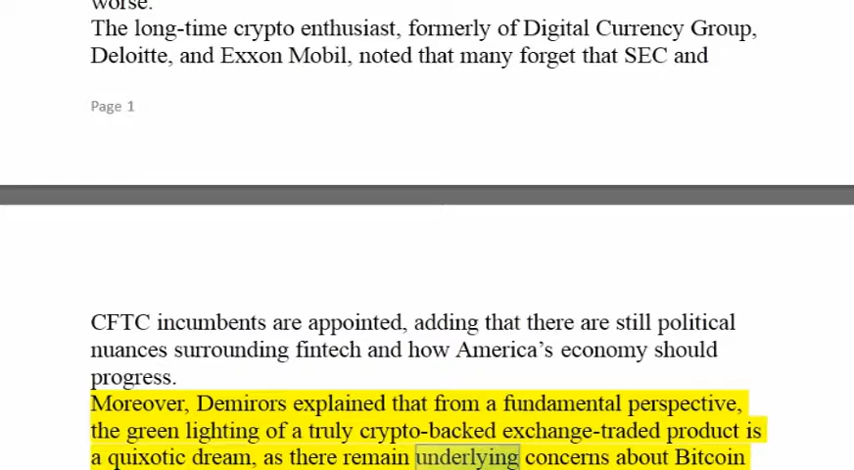 worse.
The long-time crypto enthusiast, formerly of Digital Currency Group,
Deloitte, and Exxon Mobil, noted that many forget that SEC and
Page 1
CFTC incumbents are appointed, adding that there are still political
nuances surrounding fintech and how America’s economy should
progress.
Moreover, Demirors explained that from a fundamental perspective,
the green lighting of a truly crypto-backed exchange-traded product is
a quixotic dream, as there remain underlying concerns about Bitcoin